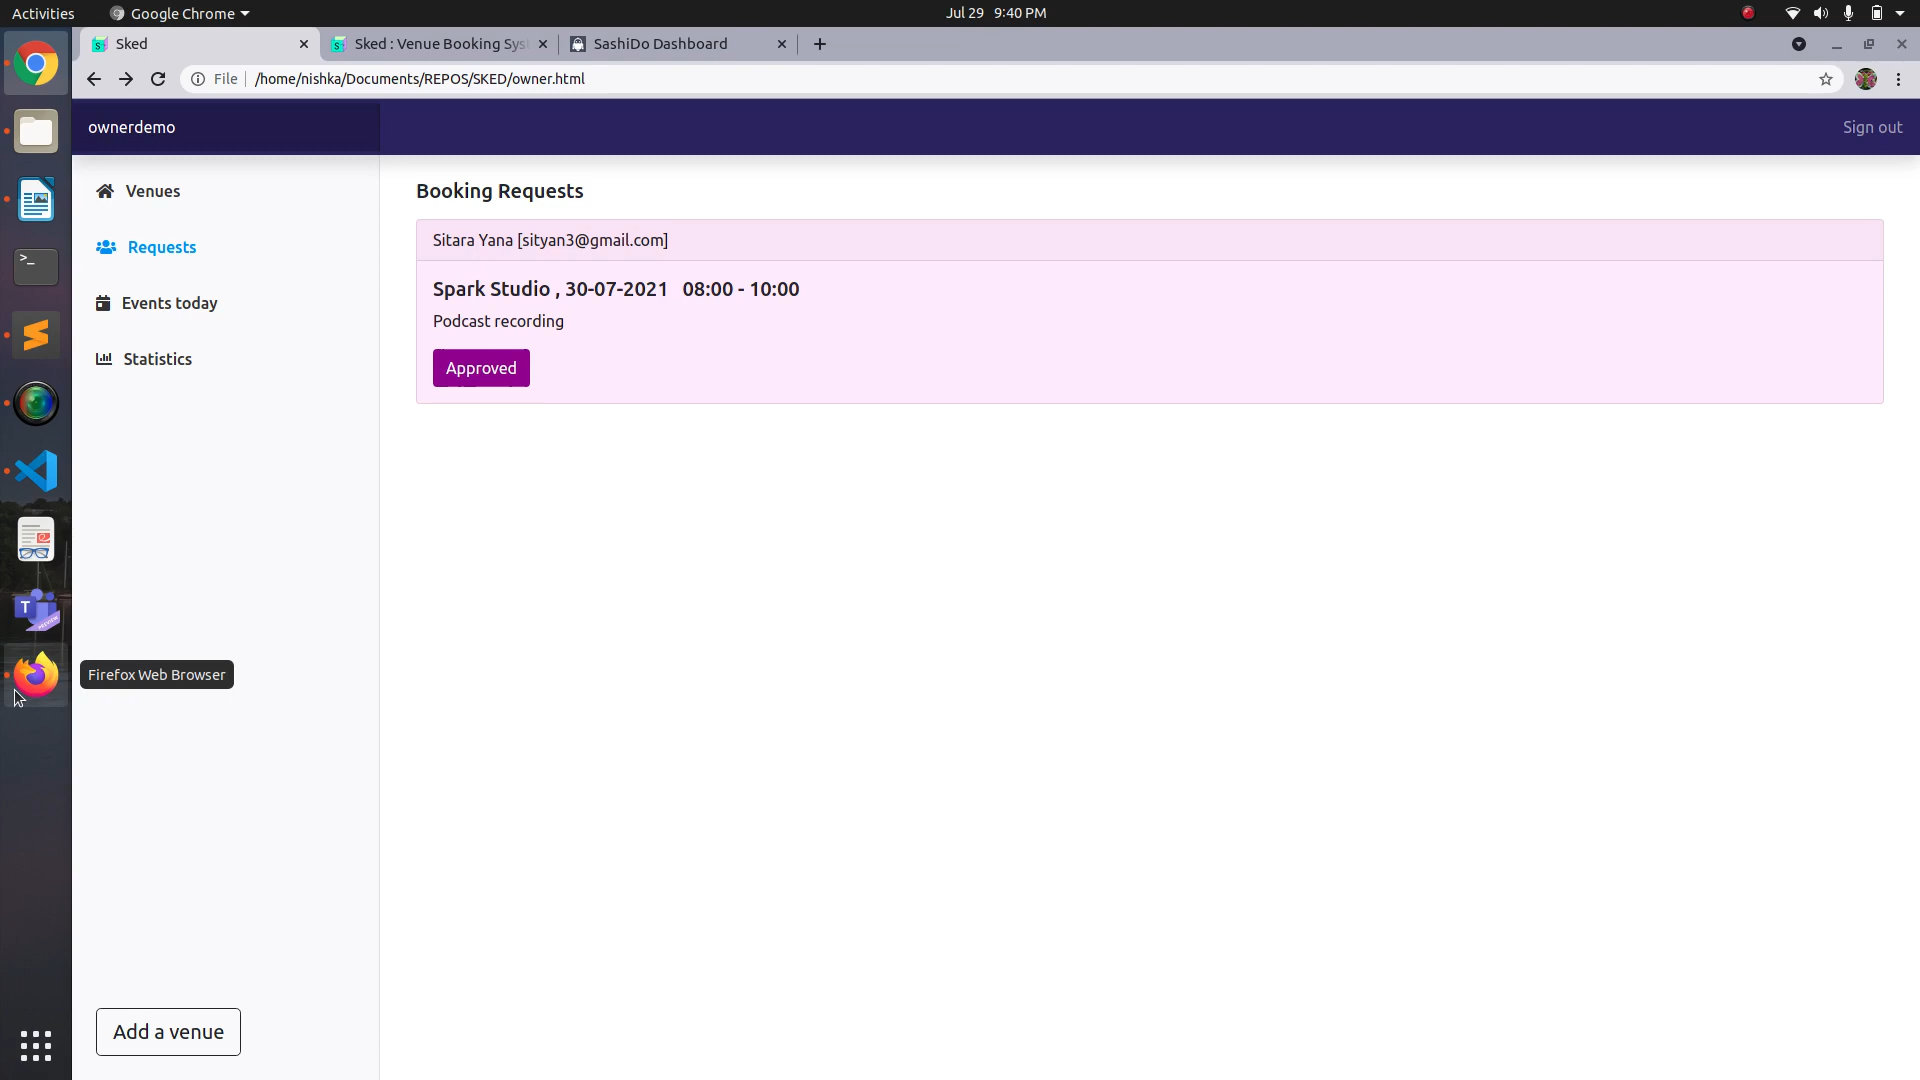 Activities
Google Chrome
Jul 29 9:40 PM
Sked
Sked : Venue Booking Sys
SashiDo Dashboard
File
/home/nishka/Documents/REPOS/SKED/owner.html
ownerdemo
Sign out
Venues
Requests
Events today
Statistics
Booking Requests
Sitara Yana [sityan3@gmail.com]
Spark Studio , 30-07-2021 08:00 - 10:00
Podcast recording
Approved
T
Firefox Web Browser
Add a venue